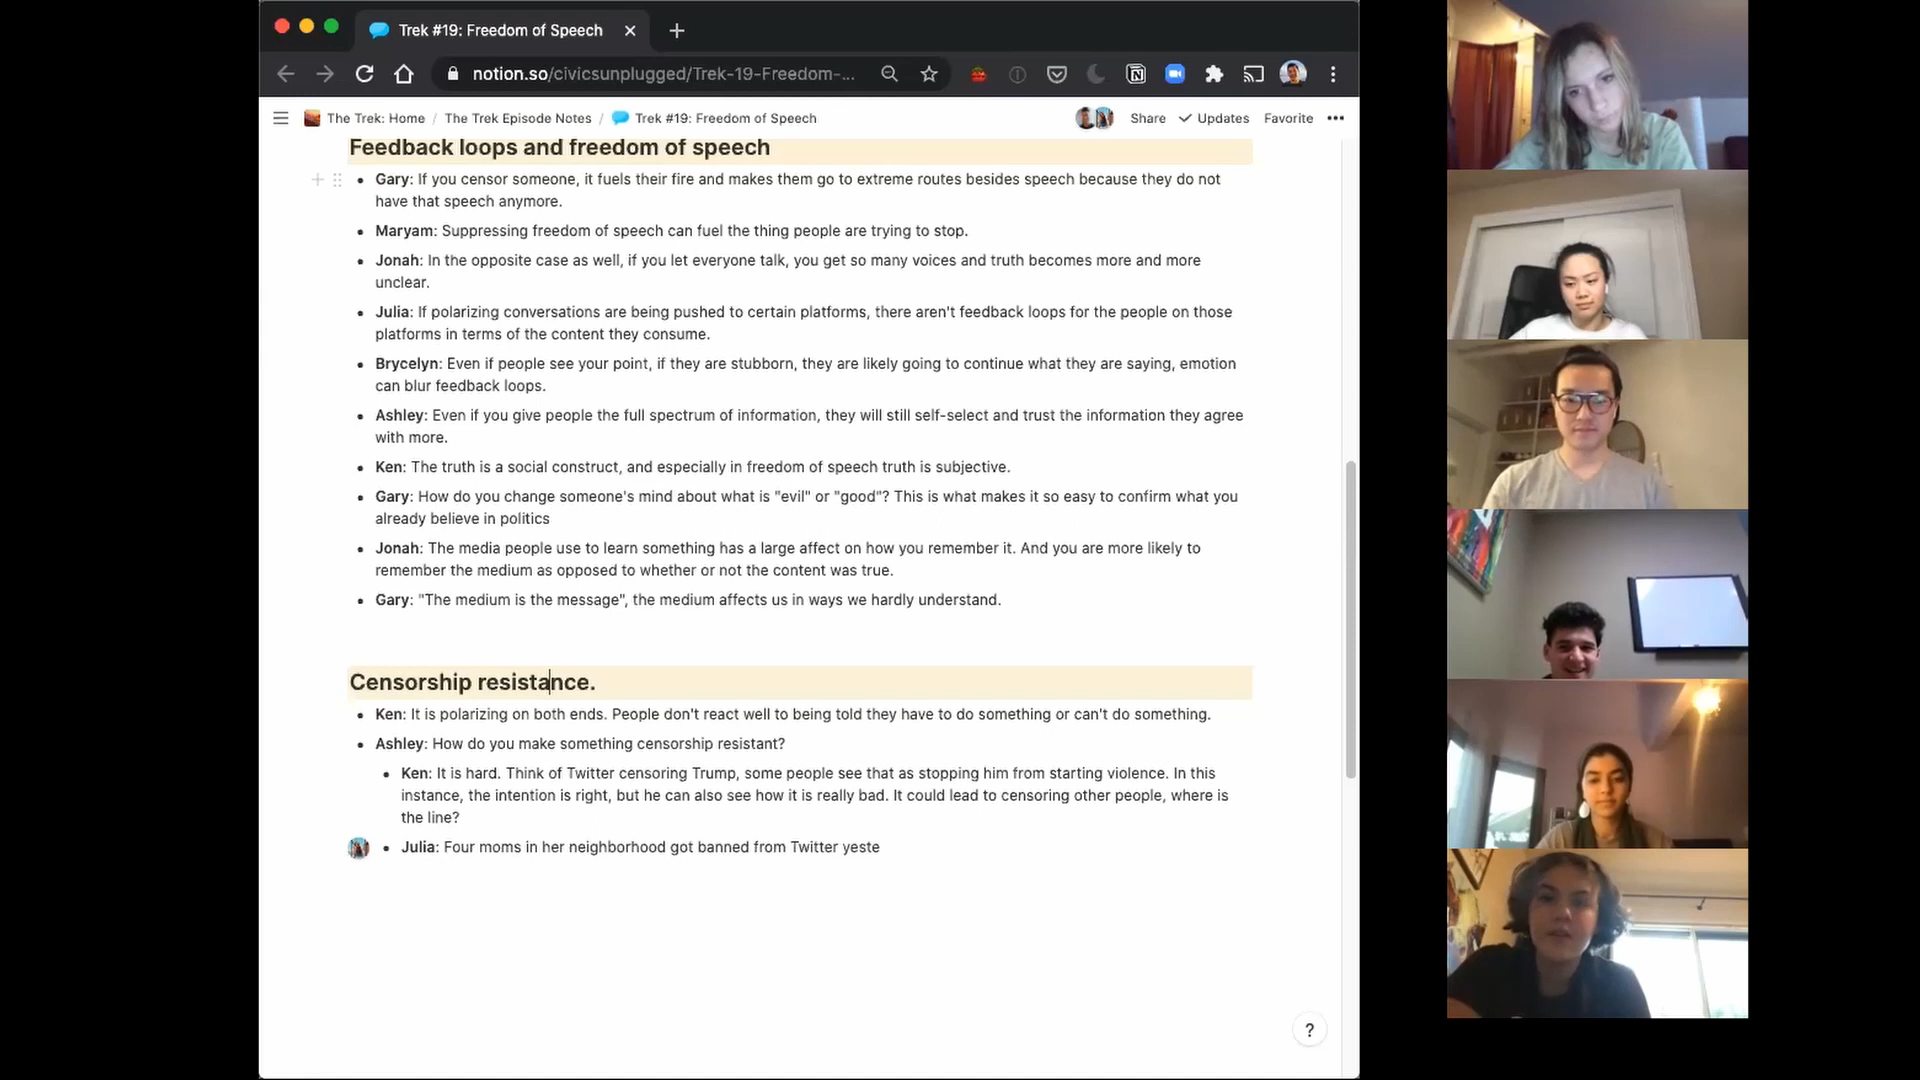 Trek #19: Freedom of Speech
notion.so/civicsunplugged/Trek-19-Freedom-...
The Trek: Home / The Trek Episode Notes / Trek #19: Freedom of Speech
Share Updates Favorite
Feedback loops and freedom of speech
Gary: If you censor someone, it fuels their fire and makes them go to extreme routes besides speech because they do not
have that speech anymore.
Maryam: Suppressing freedom of speech can fuel the thing people are trying to stop.
Jonah: In the opposite case as well, if you let everyone talk, you get so many voices and truth becomes more and more
unclear.
Julia: If polarizing conversations are being pushed to certain platforms, there aren't feedback loops for the people on those
platforms in terms of the content they consume.
Brycelyn: Even if people see your point, if they are stubborn, they are likely going to continue what they are saying, emotion
can blur feedback loops.
Ashley: Even if you give people the full spectrum of information, they will still self-select and trust the information they agree
with more.
Ken: The truth is a social construct, and especially in freedom of speech truth is subjective.
Gary: How do you change someone's mind about what is "evil" or "good"? This is what makes it so easy to confirm what you
already believe in politics
Jonah: The media people use to learn something has a large affect on how you remember it. And you are more likely to
remember the medium as opposed to whether or not the content was true.
Gary: "The medium is the message", the medium affects us in ways we hardly understand.
Censorship resistance.
Ken: It is polarizing on both ends. People don't react well to being told they have to do something or can't do something.
Ashley: How do you make something censorship resistant?
Ken: It is hard. Think of Twitter censoring Trump, some people see that as stopping him from starting violence. In this
instance, the intention is right, but he can also see how it is really bad. It could lead to censoring other people, where is
the line?
Julia: Four moms in her neighborhood got banned from Twitter yeste
?